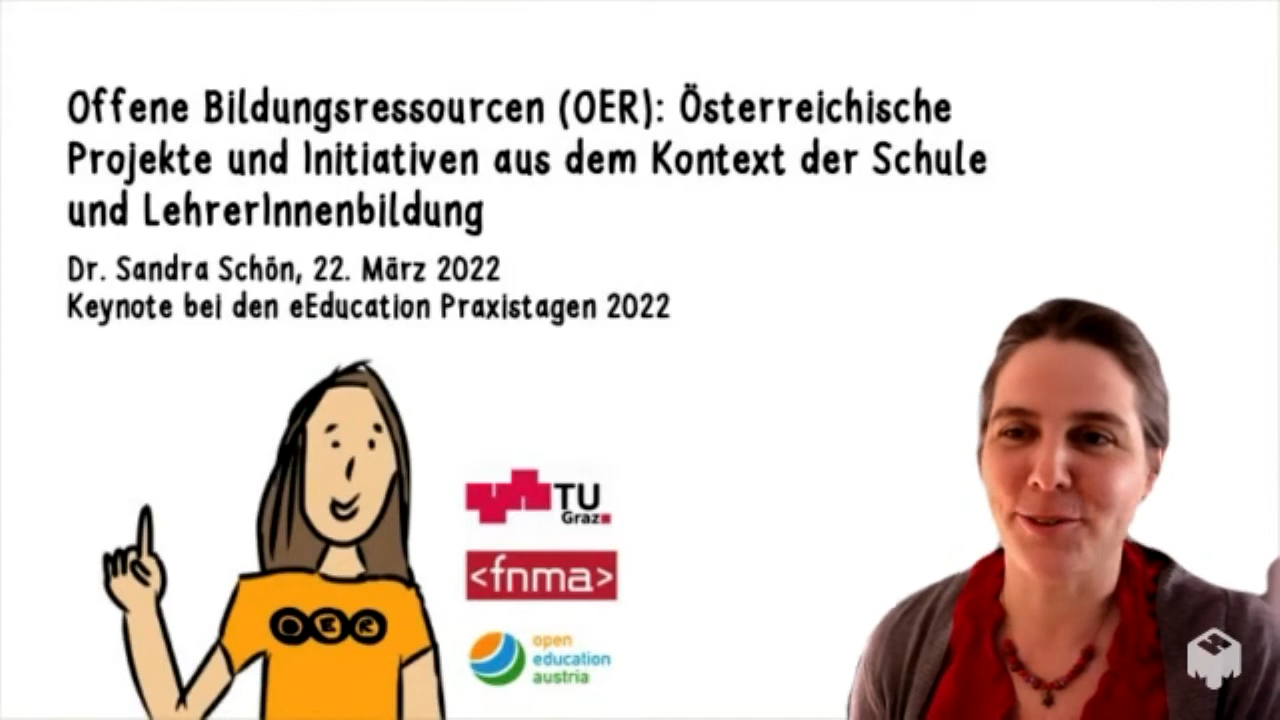 Offene Bildungsressourcen (OER): Österreichische
Projekte und Initiativen aus dem Kontext der Schule
und LehrerInnenbildung
Dr. Sandra Schön, 22. März 2022
Keynote bei den eEducation Praxistagen 2022
TU
Graz
<fnma>
open
education
austria
OER